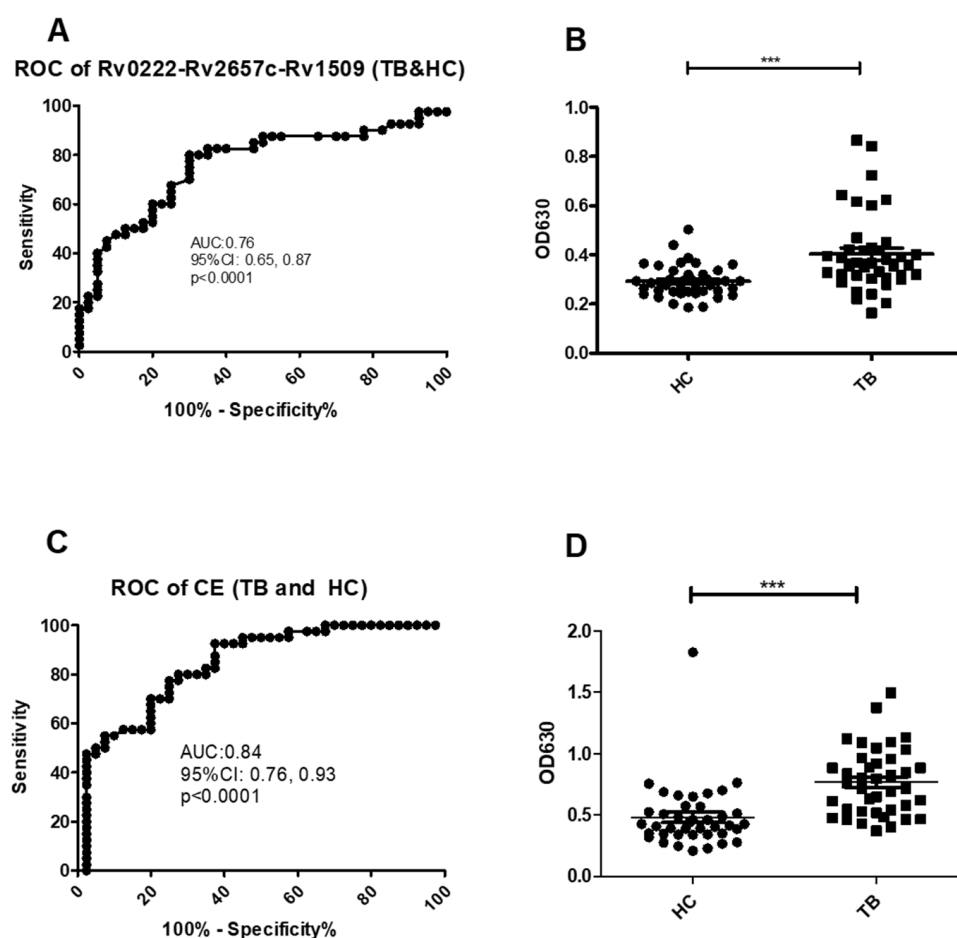 A
ROC of Rv0222-Rv2657c-Rv1509 (TB&HC)
100
80
60
40
20
0
Sensitivity
AUC:0.76
95%CI: 0.65, 0.87
p<0.0001
0
20
40
60
80
100
100% - Specificity%
B
***
1.0
0.8
0.6
0.4
0.2
0.0
OD630
HC
TB
C
ROC of CE (TB and HC)
100
80
60
40
20
0
Sensitivity
AUC:0.84
95%CI: 0.76, 0.93
p<0.0001
0
20
40
60
80
100
100% - Specificity%
D
***
2.0
1.5
1.0
0.5
0.0
OD630
HC
TB